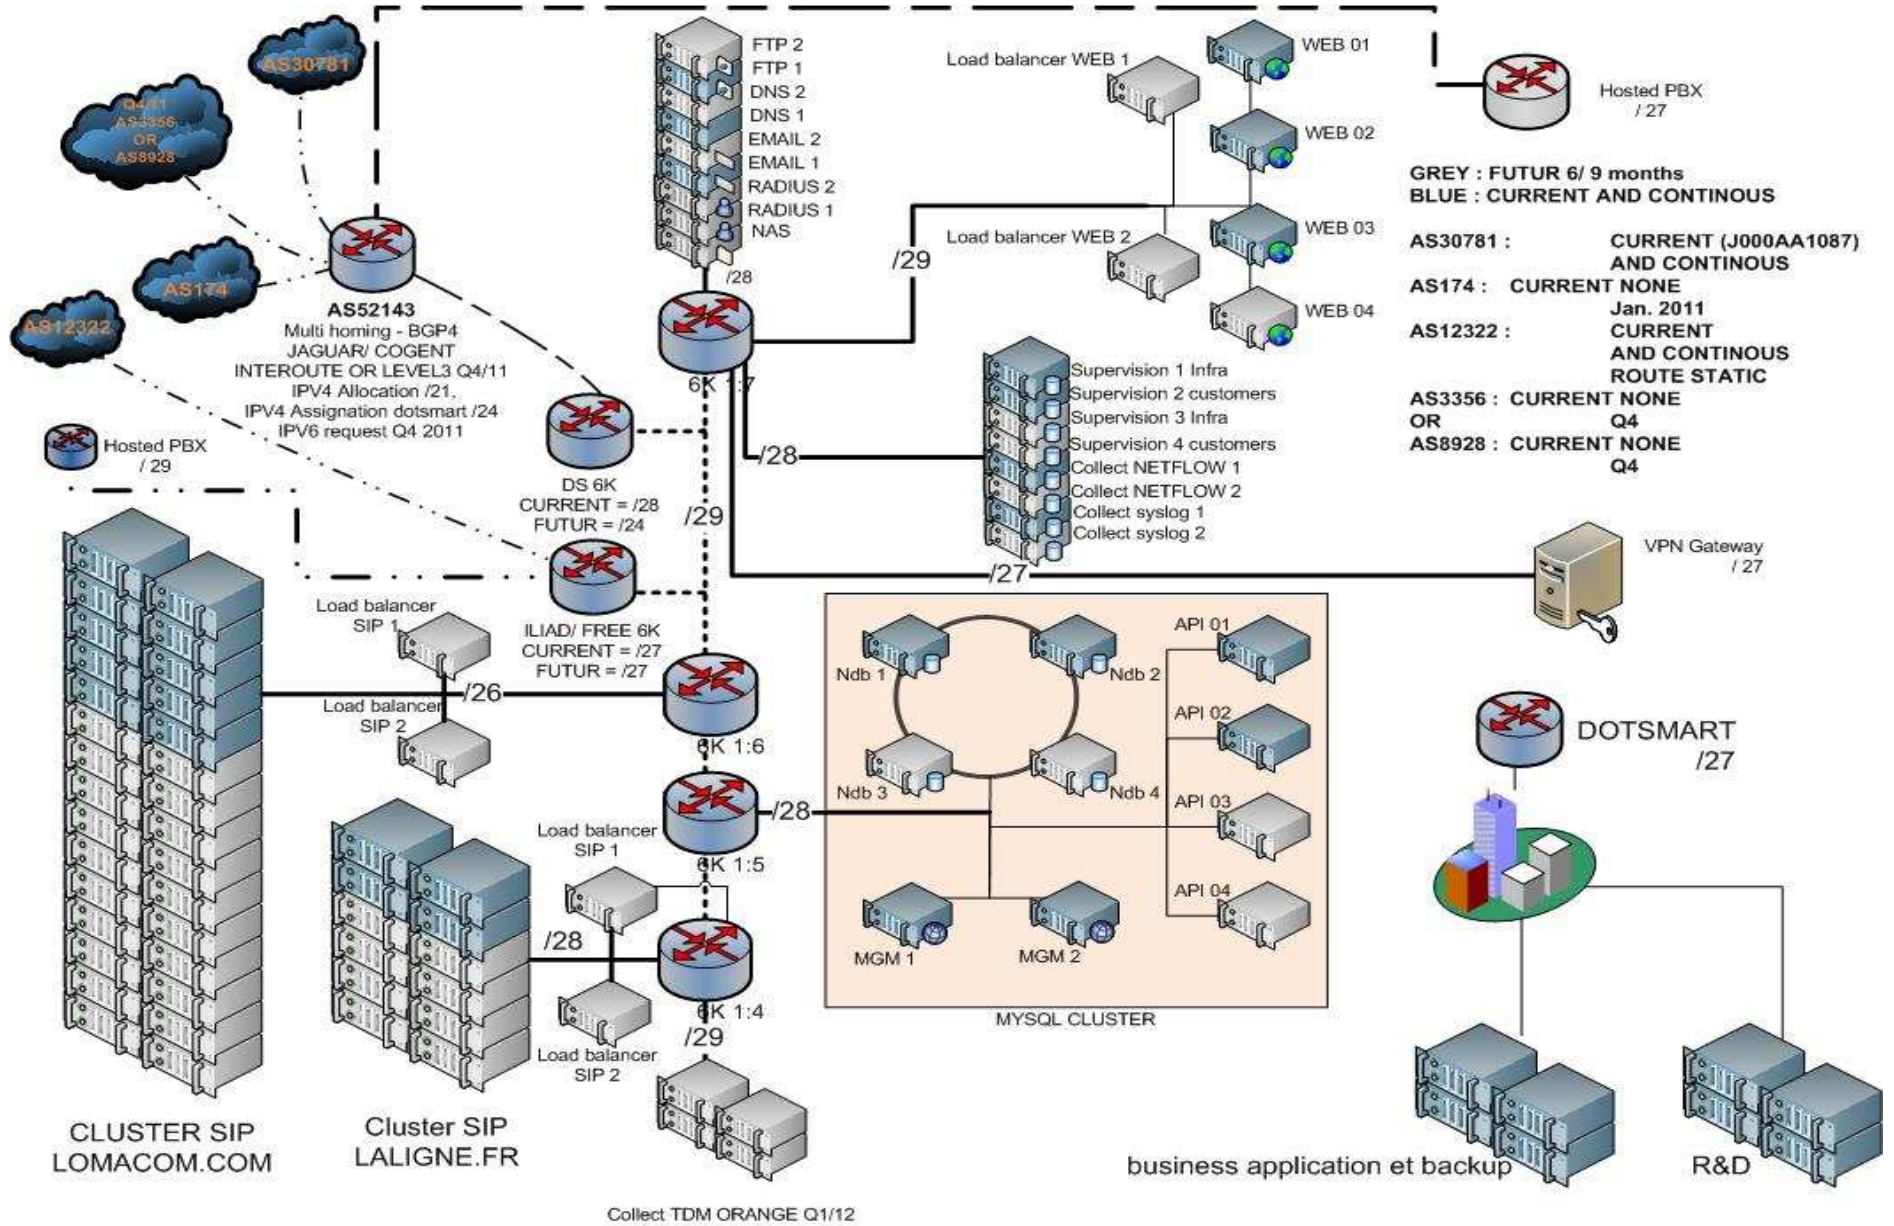 AS30781
Q4/11
AS3356
OR
AS8928
AS174
AS12322
AS52143
Multi homing - BGP4
JAGUAR/ COGENT
INTEROUTE OR LEVEL3 Q4/11
IPV4 Allocation /21,
IPV4 Assignation dotsmart /24
IPV6 request Q4 2011
Hosted PBX
/ 29
FTP 2
FTP 1
DNS 2
DNS 1
EMAIL 2
EMAIL 1
RADIUS 2
RADIUS 1
NAS
/28
6K 1:7
/29
Load balancer WEB 1
Load balancer WEB 2
WEB 01
WEB 02
WEB 03
WEB 04
Hosted PBX
/ 27
GREY : FUTUR 6/ 9 months
BLUE : CURRENT AND CONTINOUS
AS30781 : CURRENT (J000AA1087)
AND CONTINOUS
AS174 : CURRENT NONE
Jan. 2011
AS12322 : CURRENT
AND CONTINOUS
ROUTE STATIC
AS3356 : CURRENT NONE
OR Q4
AS8928 : CURRENT NONE
Q4
Supervision 1 Infra
Supervision 2 customers
Supervision 3 Infra
Supervision 4 customers
Collect NETFLOW 1
Collect NETFLOW 2
Collect syslog 1
Collect syslog 2
/28
DS 6K
CURRENT = /28
FUTUR = /24
/29
/27
VPN Gateway
/ 27
ILIAD/ FREE 6K
CURRENT = /27
FUTUR = /27
Load balancer
SIP 1
Load balancer
SIP 2
/26
6K 1:6
6K 1:5
/28
Ndb 1
Ndb 2
Ndb 3
Ndb 4
API 01
API 02
API 03
API 04
MGM 1
MGM 2
MYSQL CLUSTER
DOTSMART
/27
Load balancer
SIP 1
/28
6K 1:4
/29
Load balancer
SIP 2
CLUSTER SIP
LOMACOM.COM
Cluster SIP
LALIGNE.FR
Collect TDM ORANGE Q1/12
business application et backup
R&D